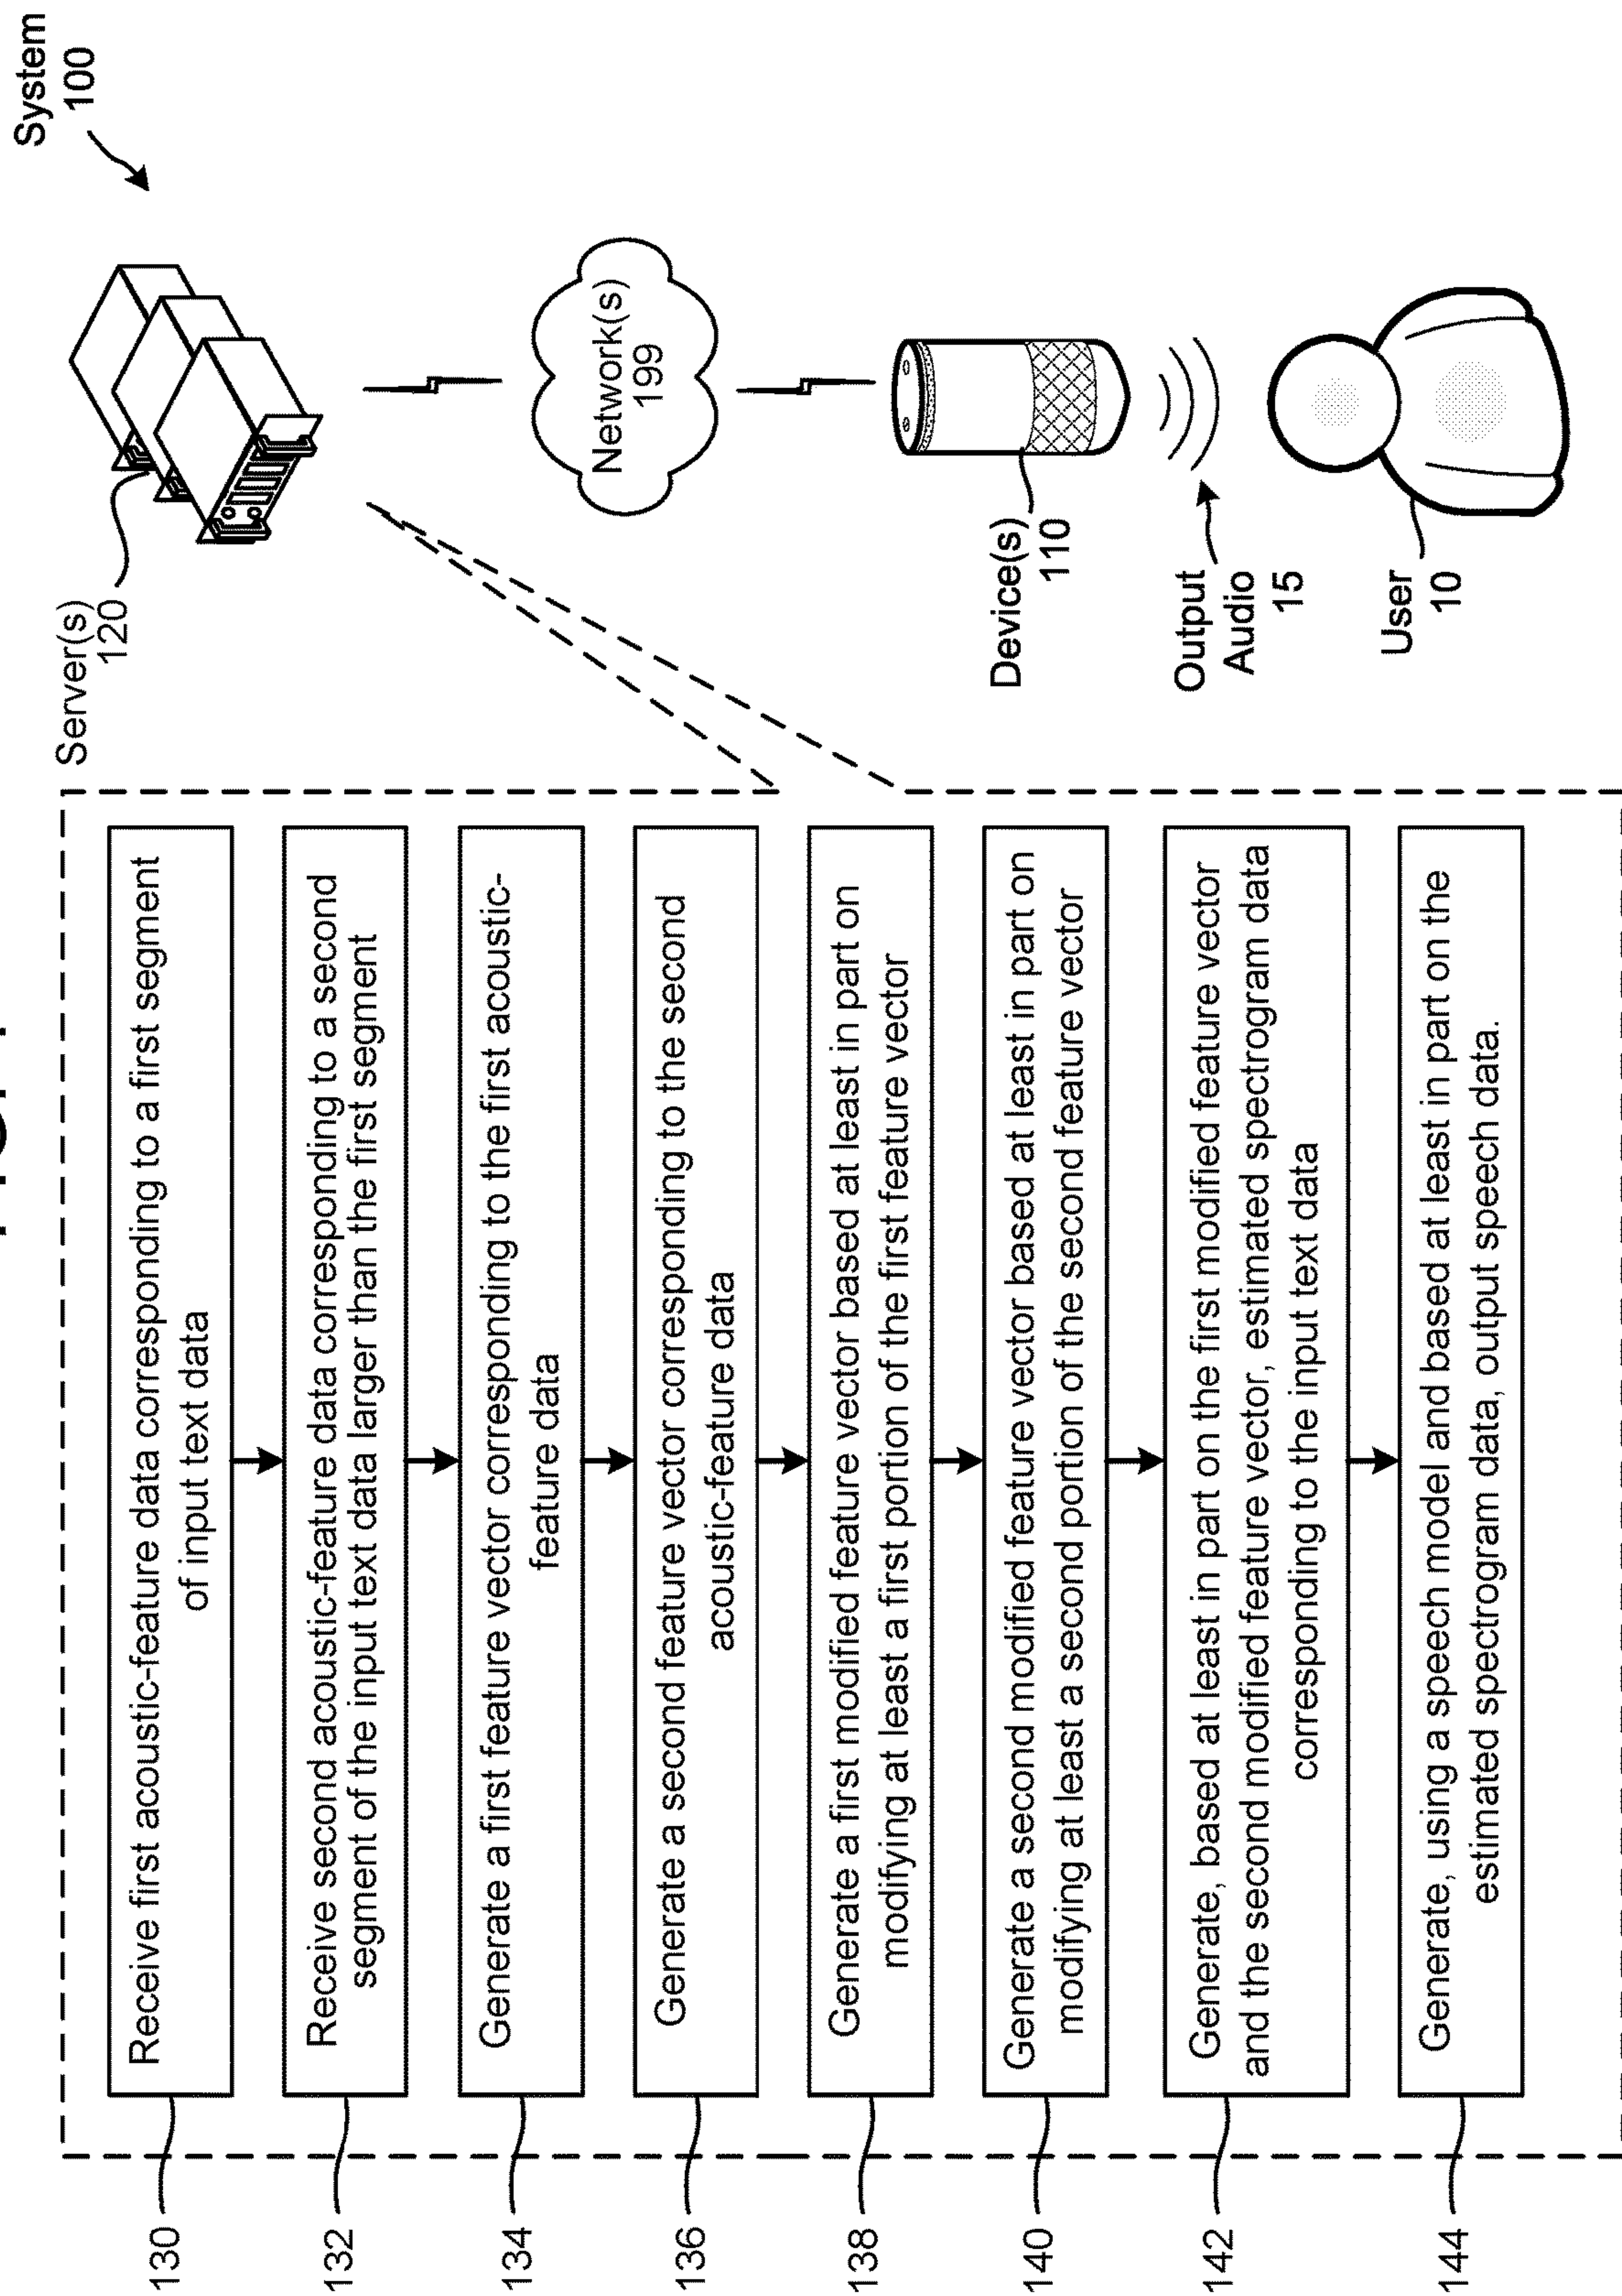 System
100
Server(s)
120
Network(s)
199
Device(s)
110
Output
Audio
15
User
10
130
Receive first acoustic-feature data corresponding to a first segment
of input text data
132
Receive second acoustic-feature data corresponding to a second
segment of the input text data larger than the first segment
134
Generate a first feature vector corresponding to the first acoustic-
feature data
136
Generate a second feature vector corresponding to the second
acoustic-feature data
138
Generate a first modified feature vector based at least in part on
modifying at least a first portion of the first feature vector
140
Generate a second modified feature vector based at least in part on
modifying at least a second portion of the second feature vector
142
Generate, based at least in part on the first modified feature vector
and the second modified feature vector, estimated spectrogram data
corresponding to the input text data
144
Generate, using a speech model and based at least in part on the
estimated spectrogram data, output speech data.